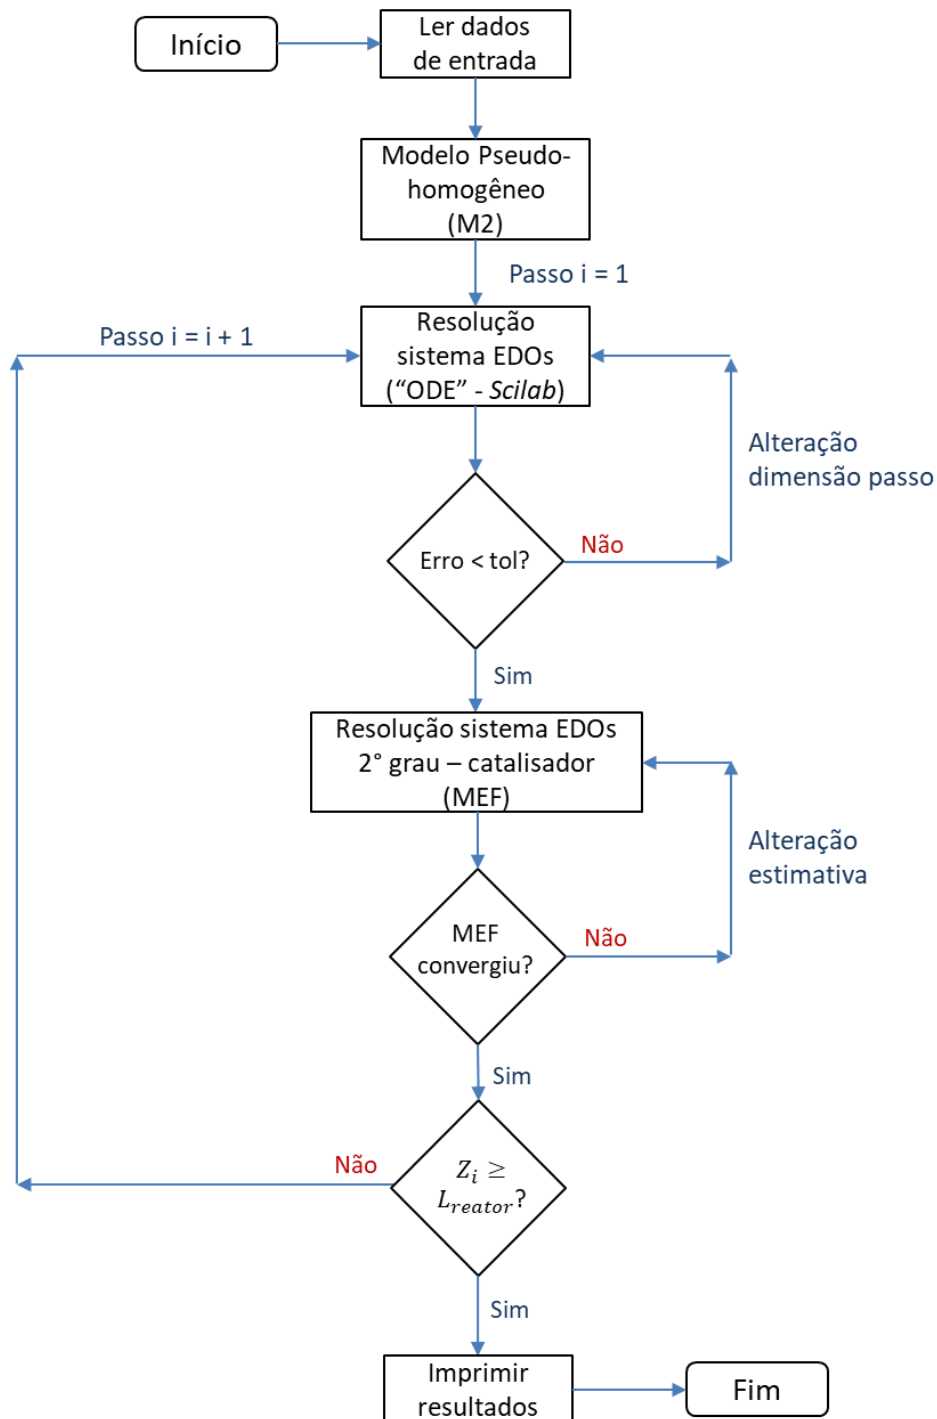 Início
Ler dados
de entrada
Modelo Pseudo-
homogêneo
(M2)
Passo i = 1
Passo i = i + 1
Resolução
sistema EDOs
(“ODE” - Scilab)
Alteração
dimensão passo
Erro < tol?
Não
Sim
Resolução sistema EDOs
2° grau – catalisador
(MEF)
Alteração
estimativa
MEF
convergiu?
Não
Sim
Não
Z_i ≥
L_reator?
Sim
Imprimir
resultados
Fim